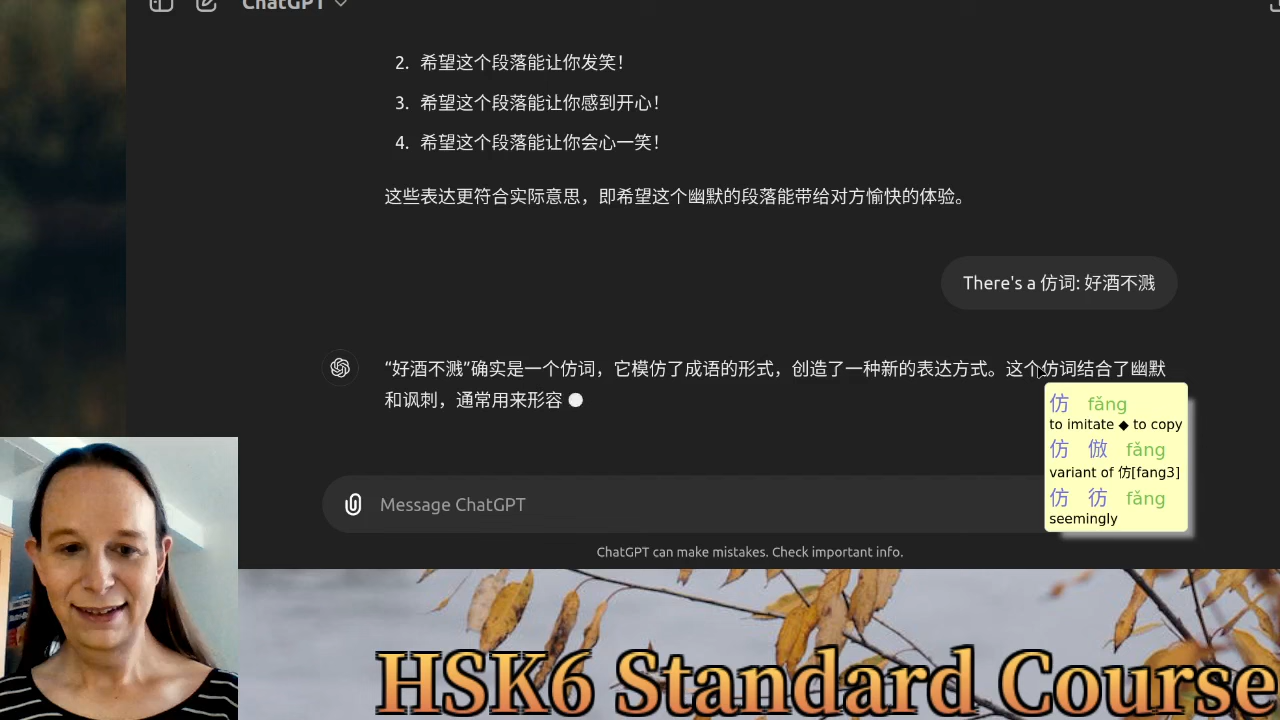 ChatGPT
2. 希望这个段落能让你发笑！
3. 希望这个段落能让你感到开心！
4. 希望这个段落能让你会心一笑！
这些表达更符合实际意思，即希望这个幽默的段落能带给对方愉快的体验。
There's a 仿词: 好酒不溅
“好酒不溅”确实是一个仿词，它模仿了成语的形式，创造了一种新的表达方式。这个仿词结合了幽默
和讽刺，通常用来形容
仿 fǎng
to imitate ◆ to copy
仿 倣 fǎng
variant of 仿[fang3]
仿 彷 fǎng
seemingly
Message ChatGPT
ChatGPT can make mistakes. Check important info.
HSK6 Standard Course